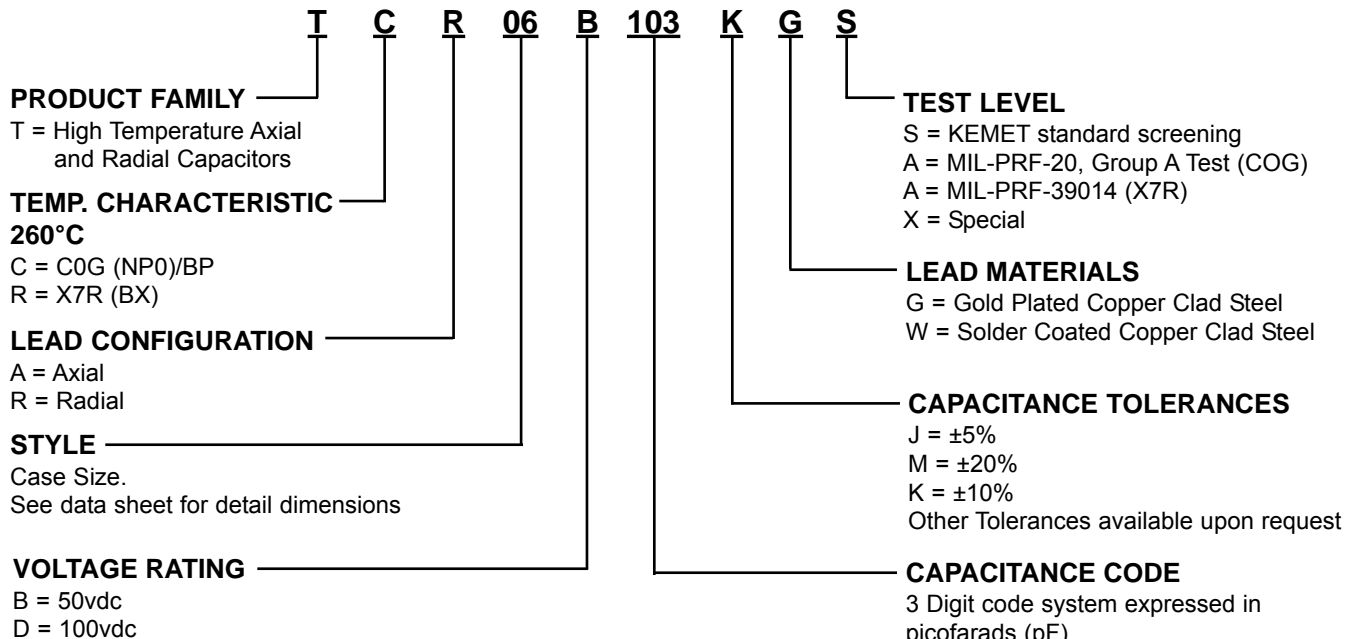 T C R 06 B 103 K G S
PRODUCT FAMILY
T = High Temperature Axial
and Radial Capacitors
TEMP. CHARACTERISTIC
260°C
C = C0G (NP0)/BP
R = X7R (BX)
LEAD CONFIGURATION
A = Axial
R = Radial
STYLE
Case Size.
See data sheet for detail dimensions
VOLTAGE RATING
B = 50vdc
D = 100vdc
TEST LEVEL
S = KEMET standard screening
A = MIL-PRF-20, Group A Test (COG)
A = MIL-PRF-39014 (X7R)
X = Special
LEAD MATERIALS
G = Gold Plated Copper Clad Steel
W = Solder Coated Copper Clad Steel
CAPACITANCE TOLERANCES
J = ±5%
M = ±20%
K = ±10%
Other Tolerances available upon request
CAPACITANCE CODE
3 Digit code system expressed in
picofarads (pF)